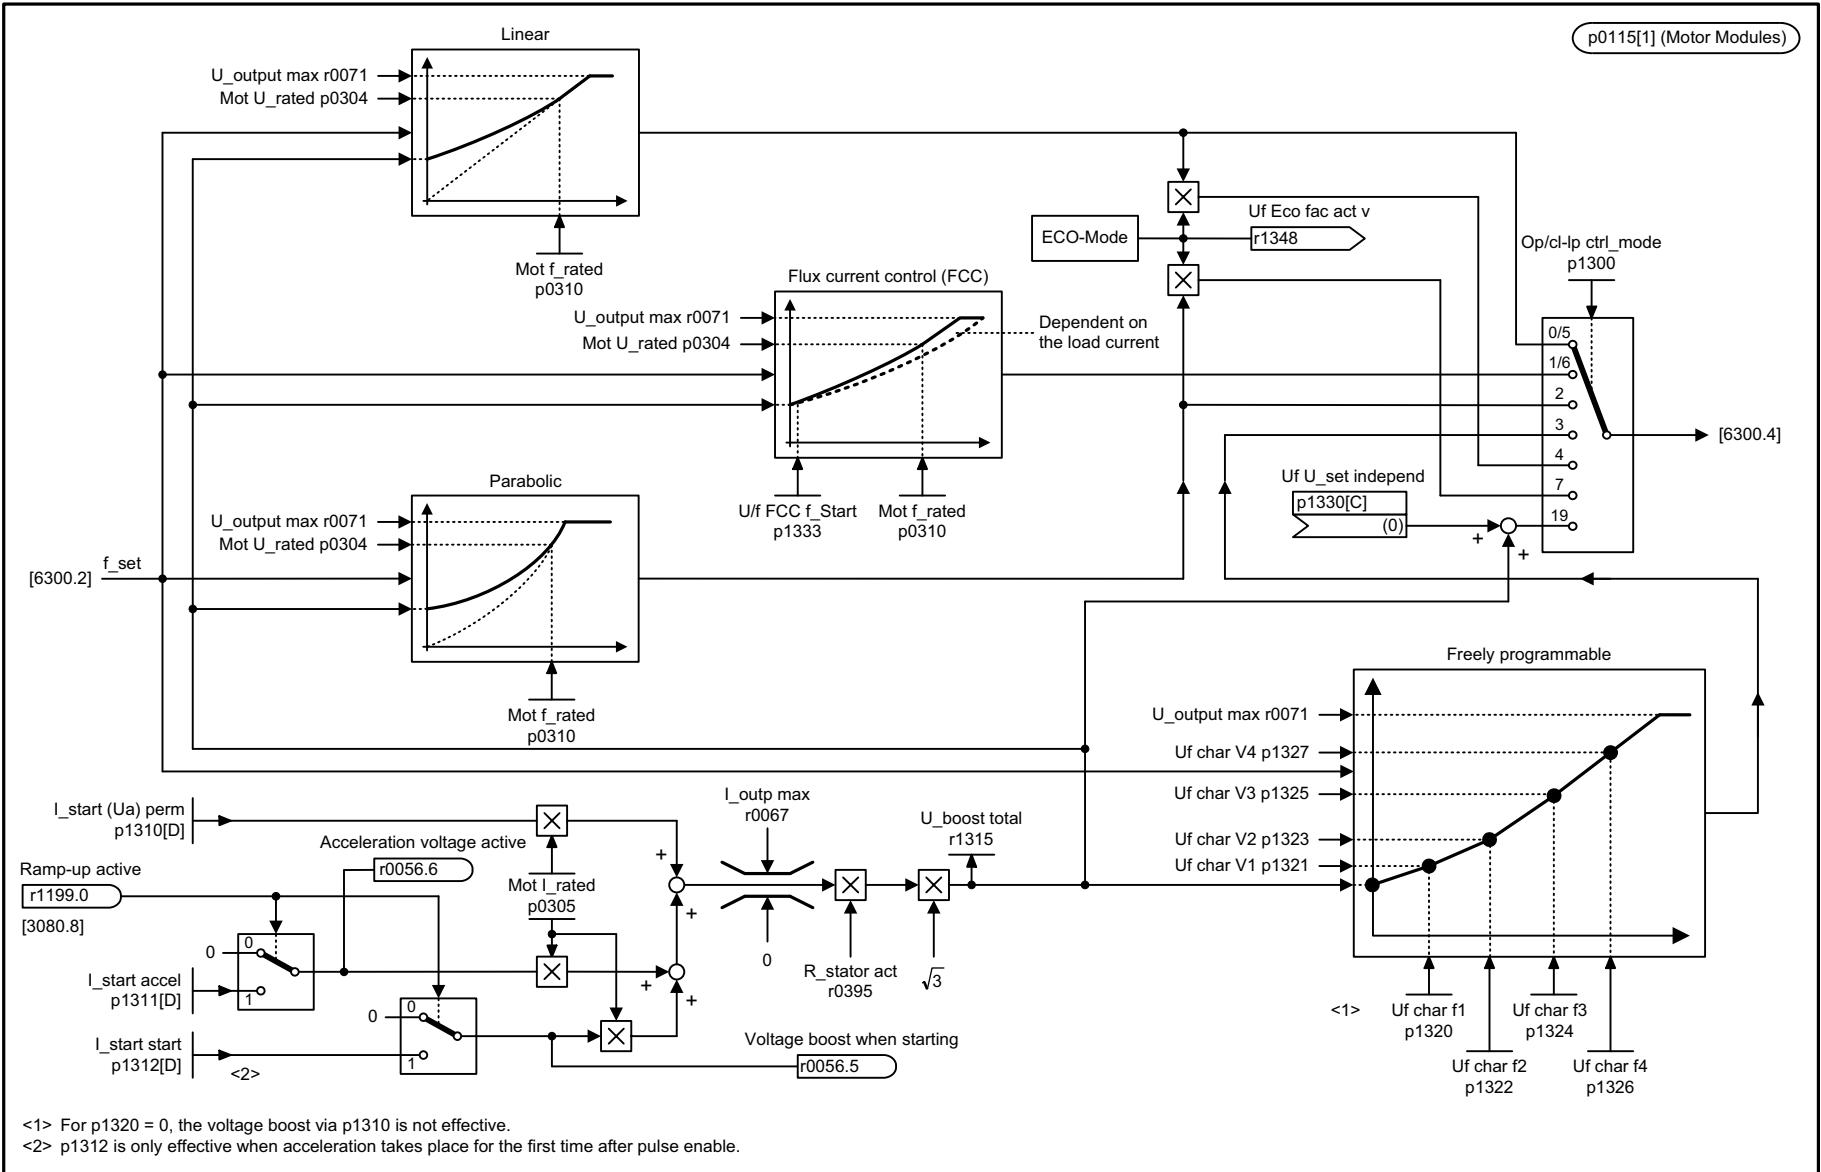 Linear
p0115[1] (Motor Modules)
U_output max r0071
Mot U_rated p0304
Mot f_rated
p0310
ECO-Mode
Uf Eco fac act v
r1348
Op/cl-lp ctrl_mode
p1300
Flux current control (FCC)
U_output max r0071
Mot U_rated p0304
Dependent on
the load current
U/f FCC f_Start
p1333
Mot f_rated
p0310
0/5
1/6
2
3
4
7
19
[6300.4]
Uf U_set independ
p1330[C]
(0)
+
+
Parabolic
U_output max r0071
Mot U_rated p0304
[6300.2]
f_set
Mot f_rated
p0310
Freely programmable
U_output max r0071
Uf char V4 p1327
Uf char V3 p1325
Uf char V2 p1323
Uf char V1 p1321
<1>
Uf char f1
p1320
Uf char f3
p1324
Uf char f2
p1322
Uf char f4
p1326
I_start (Ua) perm
p1310[D]
Acceleration voltage active
r0056.6
Ramp-up active
r1199.0
[3080.8]
Mot I_rated
p0305
I_outp max
r0067
0
U_boost total
r1315
R_stator act
r0395
√3
+
+
+
+
0
0
1
I_start accel
p1311[D]
0
0
1
I_start start
p1312[D]
<2>
Voltage boost when starting
r0056.5
<1> For p1320 = 0, the voltage boost via p1310 is not effective.
<2> p1312 is only effective when acceleration takes place for the first time after pulse enable.